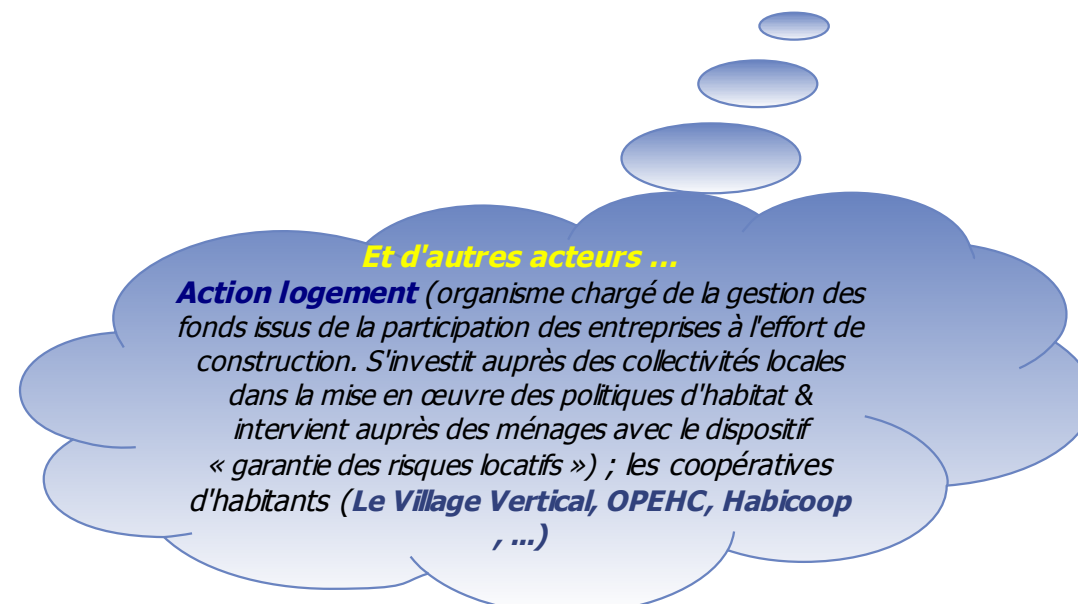 Et d'autres acteurs ...
Action logement (organisme chargé de la gestion des
fonds issus de la participation des entreprises à l'effort de
construction. S'investit auprès des collectivités locales
dans la mise en œuvre des politiques d'habitat &
intervient auprès des ménages avec le dispositif
« garantie des risques locatifs ») ; les coopératives
d'habitants (Le Village Vertical, OPEHC, Habicoop
, ...)